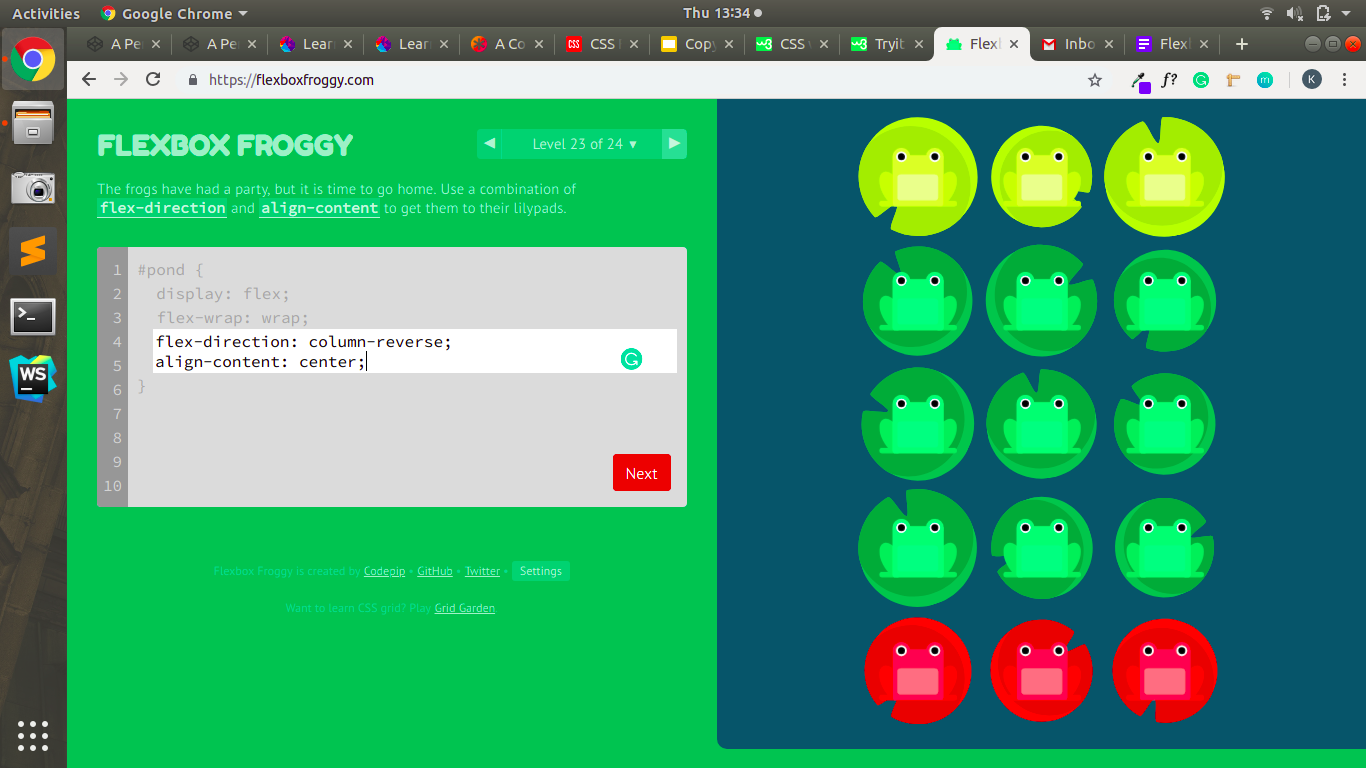 Activities Google Chrome ▾ Thu 13:34
A Pe A Pe Lear Lear A Co CSS Copy CSS Tryit Flex Inbo Flex
https://flexboxfroggy.com f? K
FLEXBOX FROGGY
◀ Level 23 of 24 ▾ ▶
The frogs have had a party, but it is time to go home. Use a combination of
flex-direction and align-content to get them to their lilypads.
1 #pond {
2 display: flex;
3 flex-wrap: wrap;
4 flex-direction: column-reverse;
5 align-content: center;
6 }
7
8
9
10
Next
Flexbox Froggy is created by Codepip • GitHub • Twitter • Settings
Want to learn CSS grid? Play Grid Garden
WS